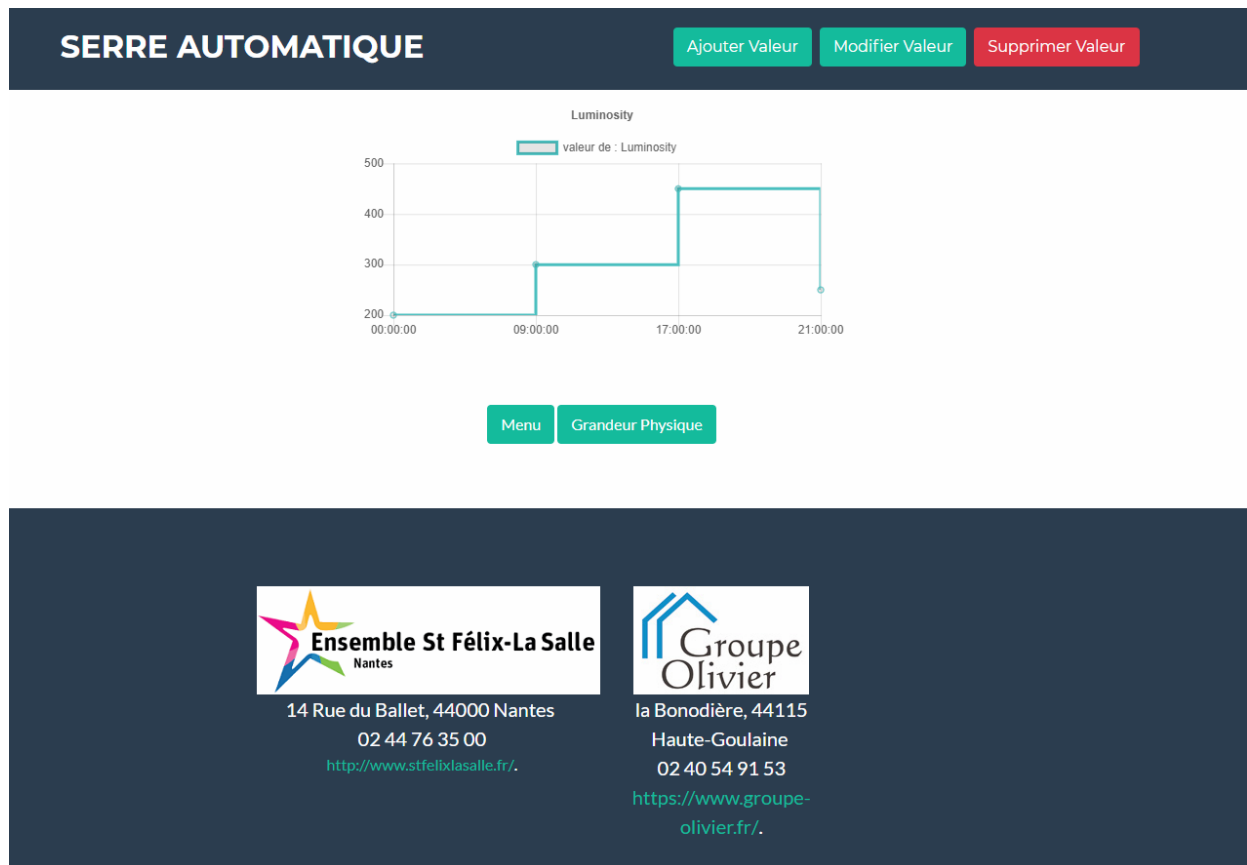 SERRE AUTOMATIQUE
Ajouter Valeur Modifier Valeur Supprimer Valeur
Luminosity
valeur de : Luminosity
500
400
300
200
00:00:00 09:00:00 17:00:00 21:00:00
Menu Grandeur Physique
Ensemble St Félix-La Salle
Nantes
14 Rue du Ballet, 44000 Nantes
02 44 76 35 00
http://www.stfelixlasalle.fr/.
Groupe
Olivier
la Bonodière, 44115
Haute-Goulaine
02 40 54 91 53
https://www.groupe-
olivier.fr/.